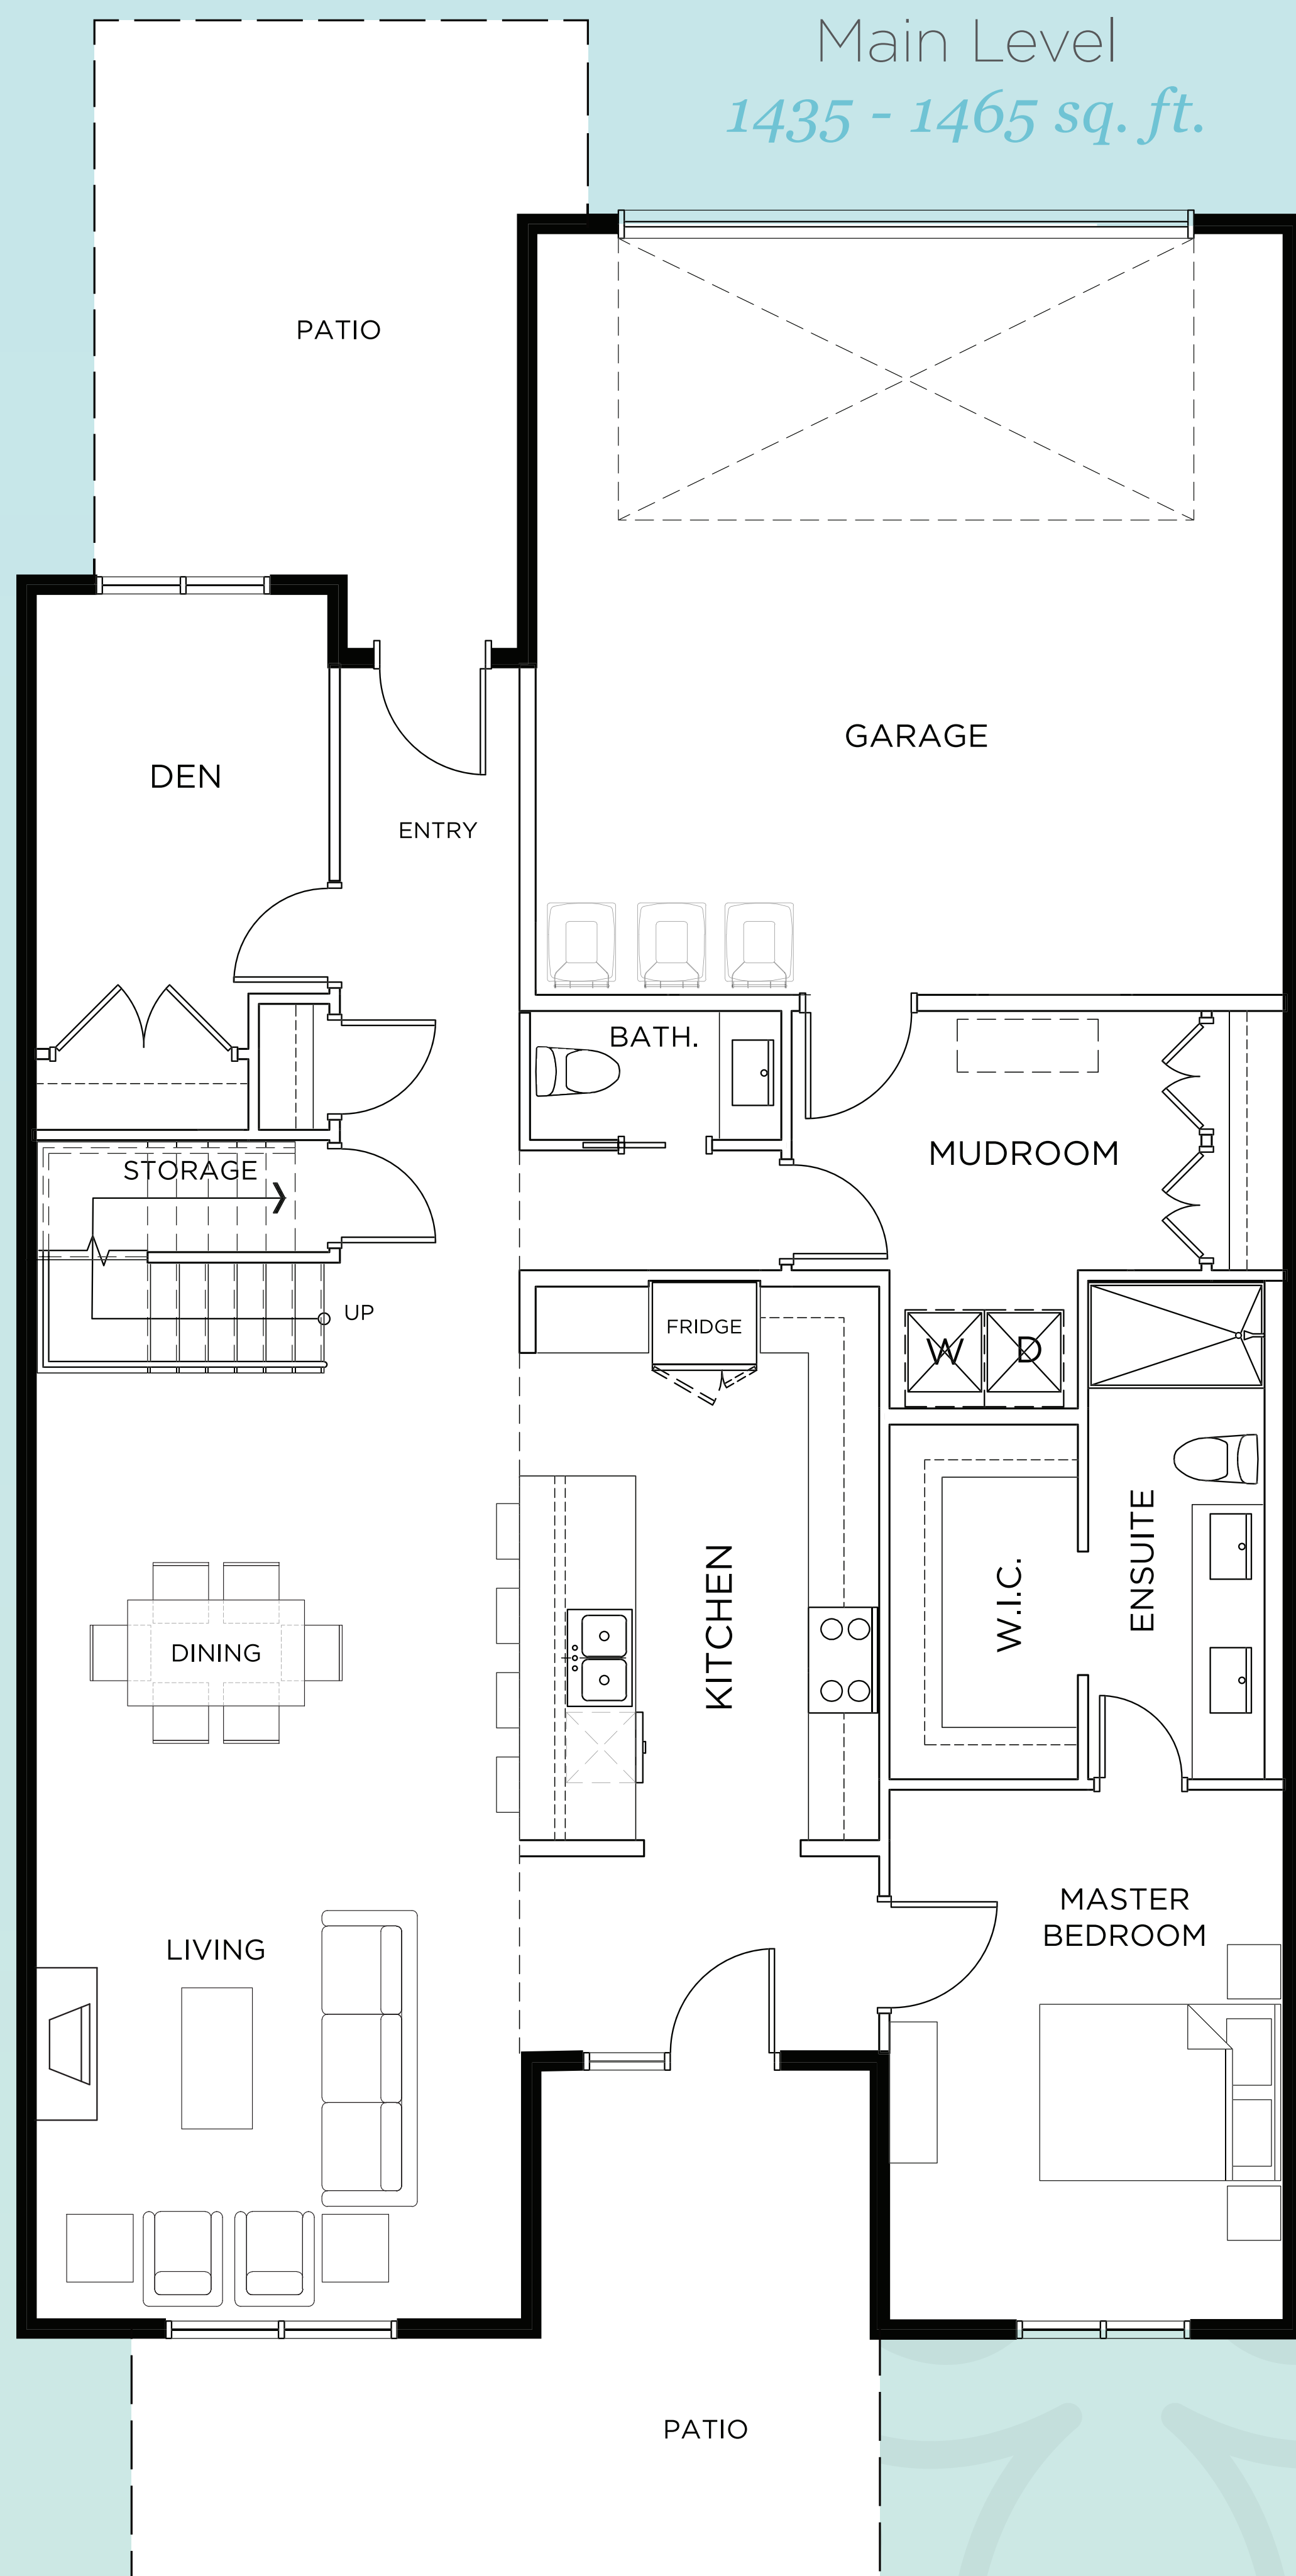 Main Level
1435 - 1465 sq. ft.
PATIO
GARAGE
DEN
ENTRY
BATH.
MUDROOM
STORAGE
UP
FRIDGE
W D
KITCHEN
W.I.C.
ENSUITE
DINING
MASTER
BEDROOM
LIVING
PATIO